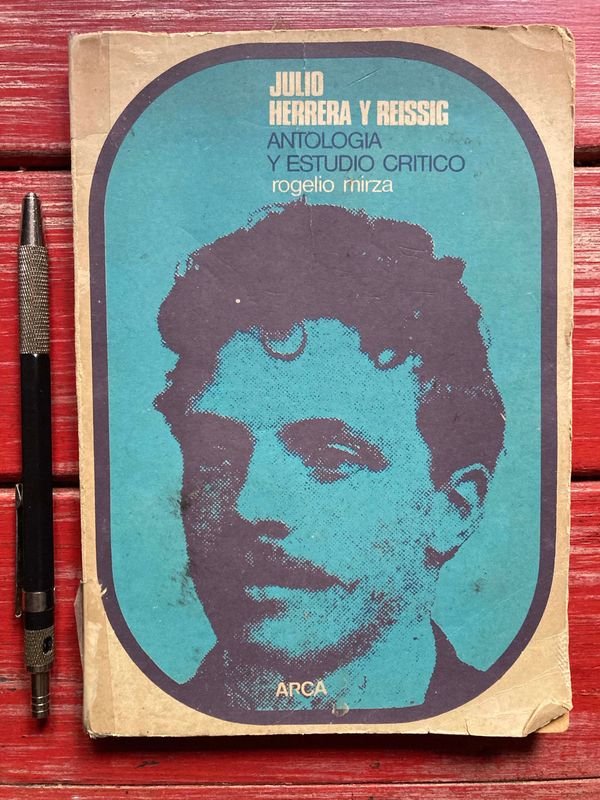 JULIO
HERRERA Y REISSIG
ANTOLOGIA
Y ESTUDIO CRITICO
rogelio mirza
ARCA